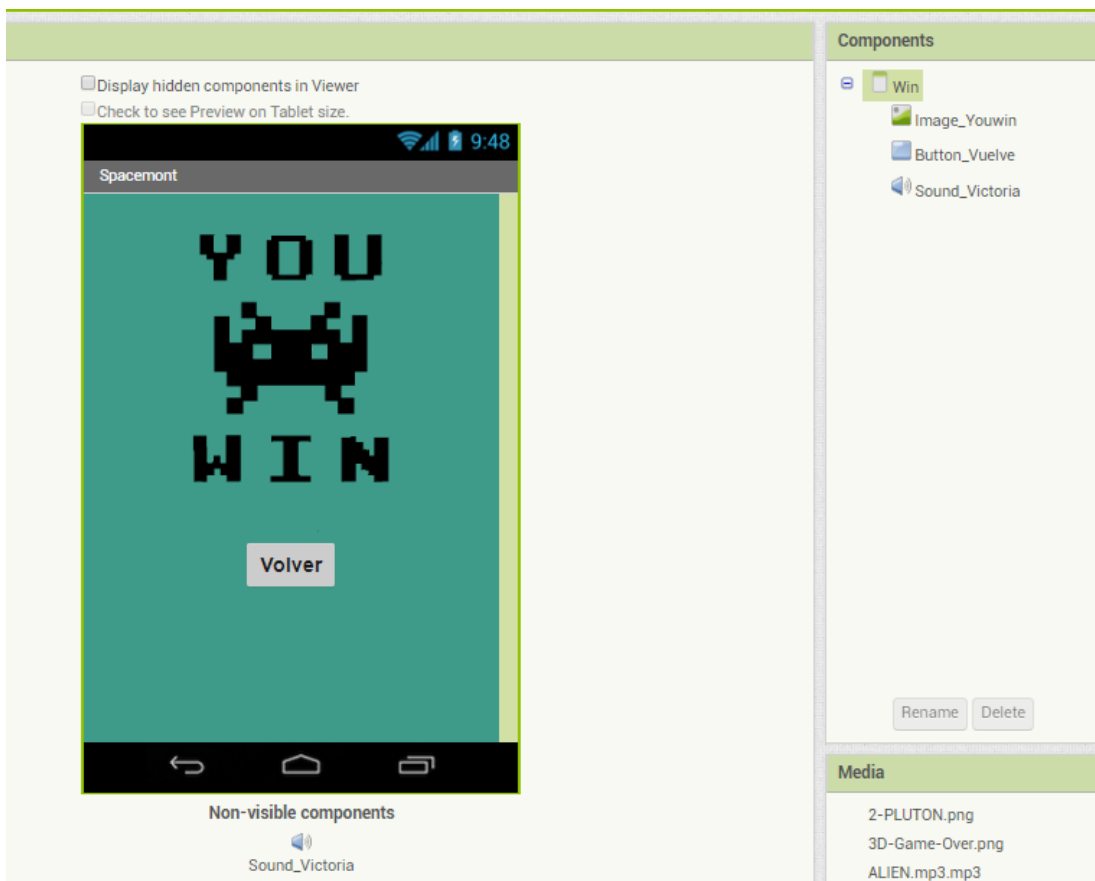 Components
Display hidden components in Viewer
Check to see Preview on Tablet size.
9:48
Spacemont
YOU
WIN
Volver
Non-visible components
Sound_Victoria
Win
Image_Youwin
Button_Vuelve
Sound_Victoria
Rename Delete
Media
2-PLUTON.png
3D-Game-Over.png
ALIEN.mp3.mp3